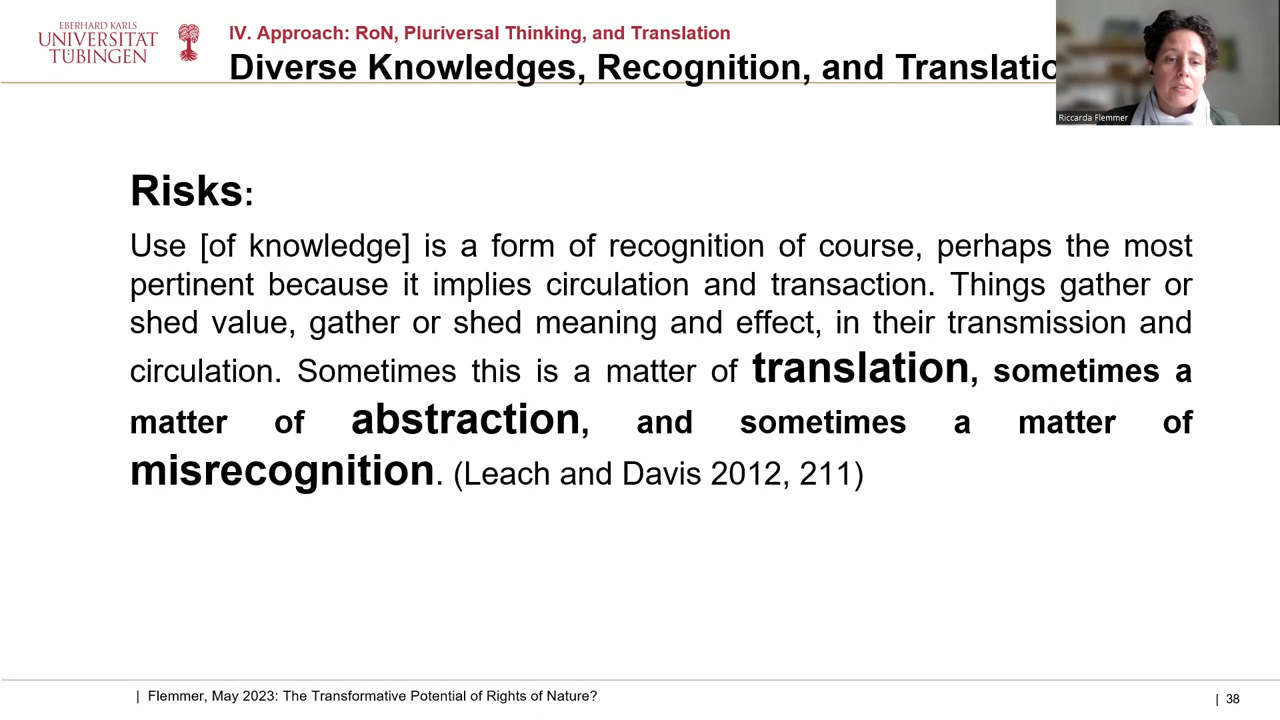 EBERHARD KARLS
UNIVERSITÄT
TÜBINGEN
IV. Approach: RoN, Pluriversal Thinking, and Translation
Diverse Knowledges, Recognition, and Translatio
Riccarda Flemmer
Risks:
Use [of knowledge] is a form of recognition of course, perhaps the most
pertinent because it implies circulation and transaction. Things gather or
shed value, gather or shed meaning and effect, in their transmission and
circulation. Sometimes this is a matter of translation, sometimes a
matter of abstraction, and sometimes a matter of
misrecognition. (Leach and Davis 2012, 211)
| Flemmer, May 2023: The Transformative Potential of Rights of Nature?
| 38